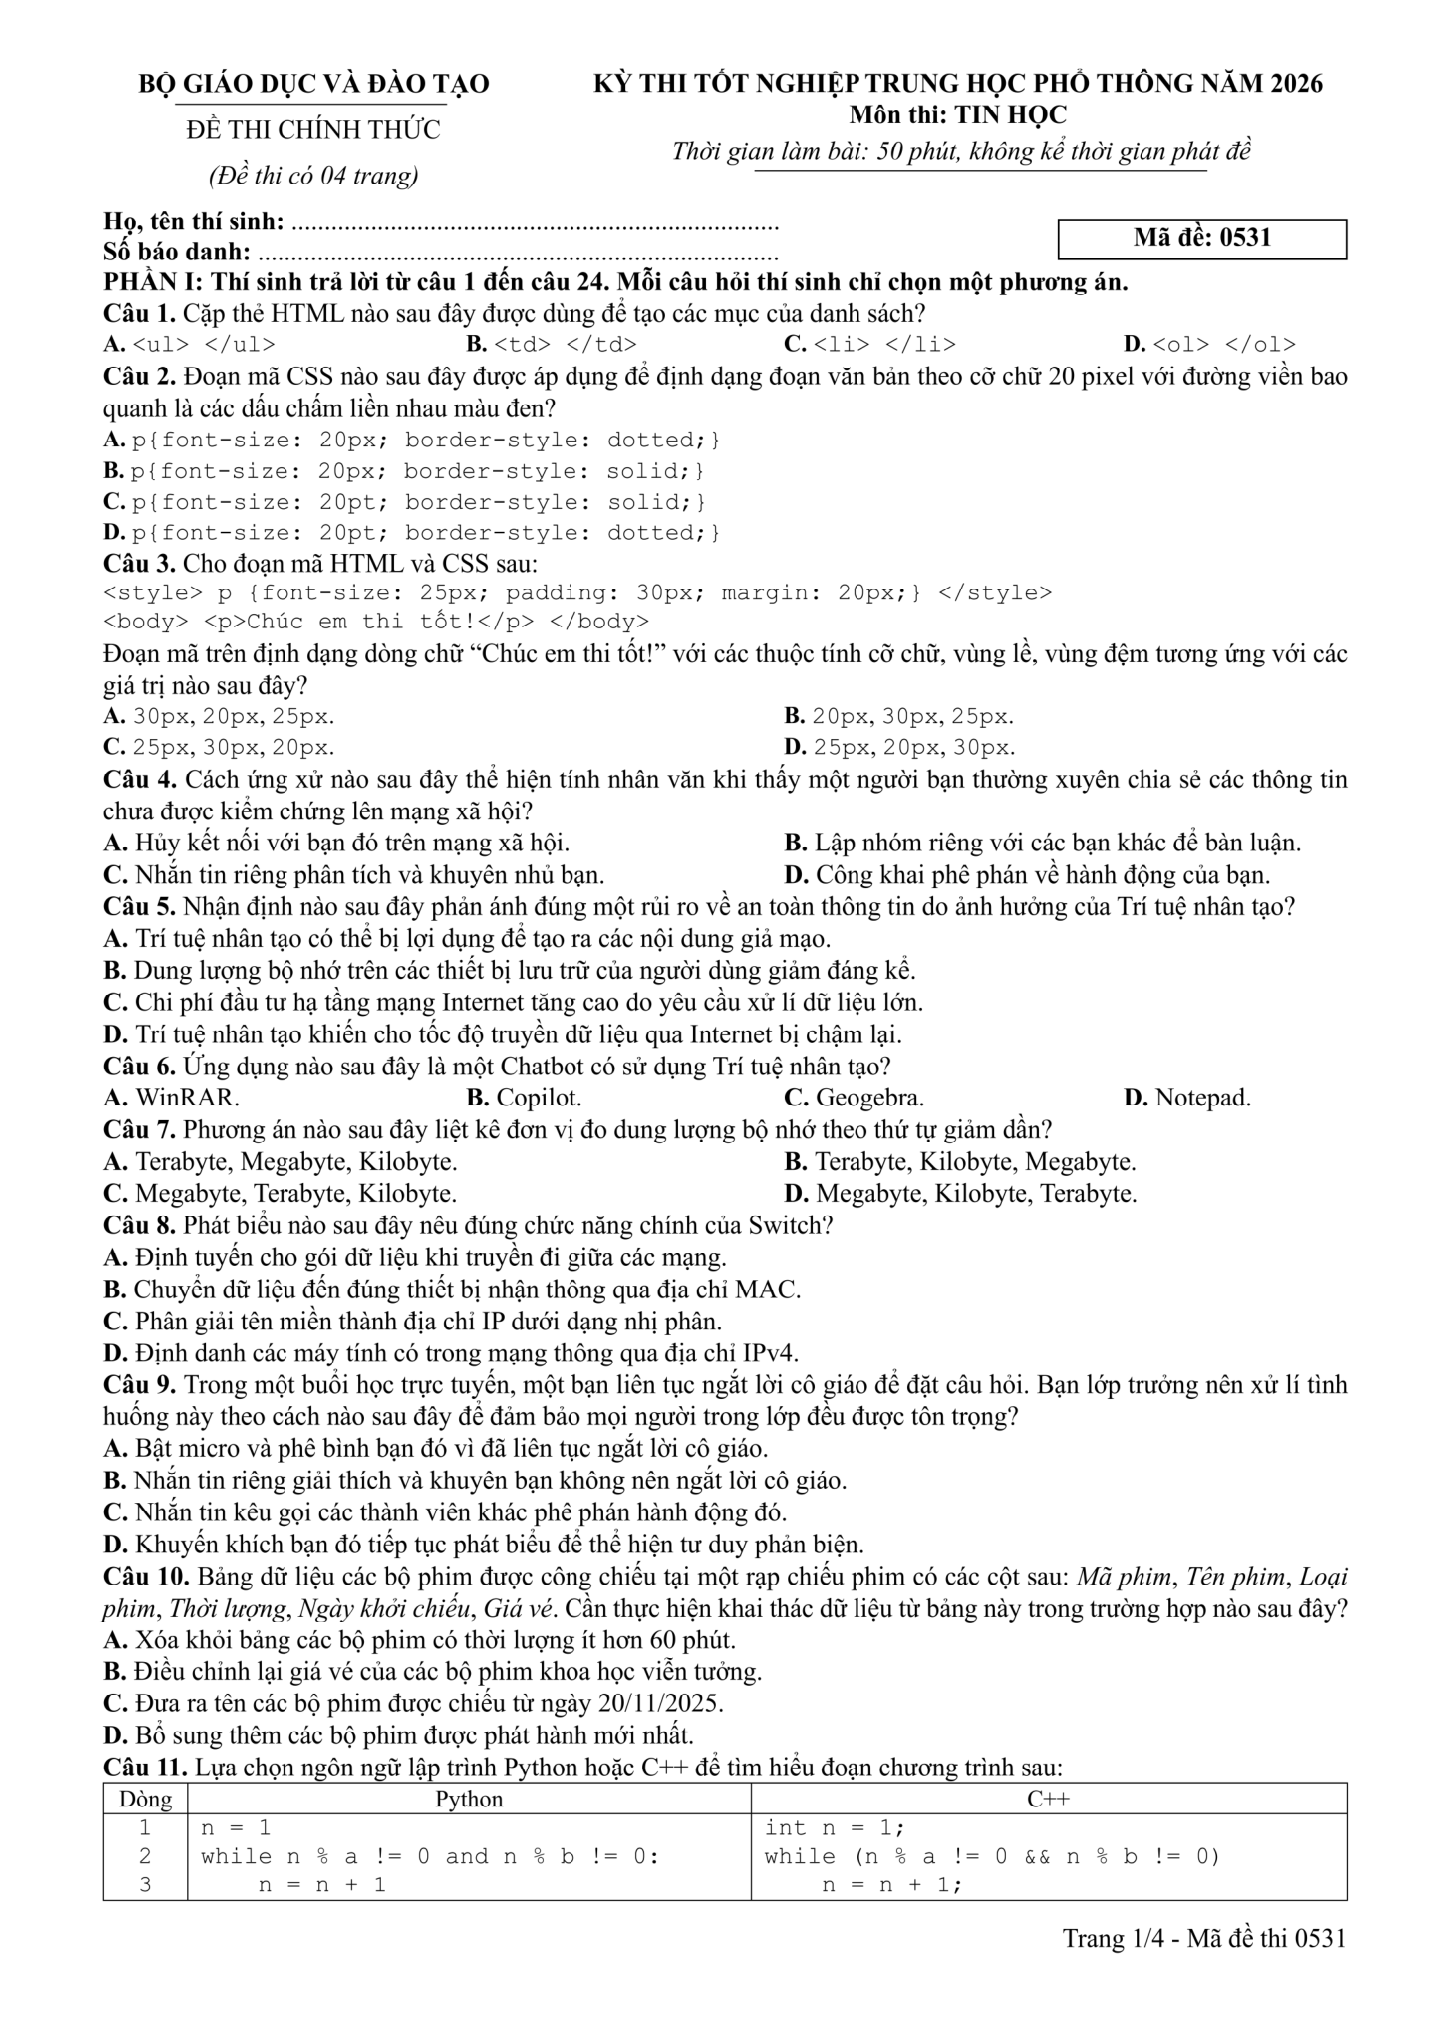 BỘ GIÁO DỤC VÀ ĐÀO TẠO
ĐỀ THI CHÍNH THỨC
(Đề thi có 04 trang)
KỲ THI TỐT NGHIỆP TRUNG HỌC PHỔ THÔNG NĂM 2026
Môn thi: TIN HỌC
Thời gian làm bài: 50 phút, không kể thời gian phát đề
Họ, tên thí sinh: ..........................................................................
Số báo danh: ...............................................................................
Mã đề: 0531
PHẦN I: Thí sinh trả lời từ câu 1 đến câu 24. Mỗi câu hỏi thí sinh chỉ chọn một phương án.
Câu 1. Cặp thẻ HTML nào sau đây được dùng để tạo các mục của danh sách?
A. <ul> </ul> B. <td> </td> C. <li> </li> D. <ol> </ol>
Câu 2. Đoạn mã CSS nào sau đây được áp dụng để định dạng đoạn văn bản theo cỡ chữ 20 pixel với đường viền bao
quanh là các dấu chấm liền nhau màu đen?
A. p{font-size: 20px; border-style: dotted;}
B. p{font-size: 20px; border-style: solid;}
C. p{font-size: 20pt; border-style: solid;}
D. p{font-size: 20pt; border-style: dotted;}
Câu 3. Cho đoạn mã HTML và CSS sau:
<style> p {font-size: 25px; padding: 30px; margin: 20px;} </style>
<body> <p>Chúc em thi tốt!</p> </body>
Đoạn mã trên định dạng dòng chữ “Chúc em thi tốt!” với các thuộc tính cỡ chữ, vùng lề, vùng đệm tương ứng với các
giá trị nào sau đây?
A. 30px, 20px, 25px. B. 20px, 30px, 25px.
C. 25px, 30px, 20px. D. 25px, 20px, 30px.
Câu 4. Cách ứng xử nào sau đây thể hiện tính nhân văn khi thấy một người bạn thường xuyên chia sẻ các thông tin
chưa được kiểm chứng lên mạng xã hội?
A. Hủy kết nối với bạn đó trên mạng xã hội. B. Lập nhóm riêng với các bạn khác để bàn luận.
C. Nhắn tin riêng phân tích và khuyên nhủ bạn. D. Công khai phê phán về hành động của bạn.
Câu 5. Nhận định nào sau đây phản ánh đúng một rủi ro về an toàn thông tin do ảnh hưởng của Trí tuệ nhân tạo?
A. Trí tuệ nhân tạo có thể bị lợi dụng để tạo ra các nội dung giả mạo.
B. Dung lượng bộ nhớ trên các thiết bị lưu trữ của người dùng giảm đáng kể.
C. Chi phí đầu tư hạ tầng mạng Internet tăng cao do yêu cầu xử lí dữ liệu lớn.
D. Trí tuệ nhân tạo khiến cho tốc độ truyền dữ liệu qua Internet bị chậm lại.
Câu 6. Ứng dụng nào sau đây là một Chatbot có sử dụng Trí tuệ nhân tạo?
A. WinRAR. B. Copilot. C. Geogebra. D. Notepad.
Câu 7. Phương án nào sau đây liệt kê đơn vị đo dung lượng bộ nhớ theo thứ tự giảm dần?
A. Terabyte, Megabyte, Kilobyte. B. Terabyte, Kilobyte, Megabyte.
C. Megabyte, Terabyte, Kilobyte. D. Megabyte, Kilobyte, Terabyte.
Câu 8. Phát biểu nào sau đây nêu đúng chức năng chính của Switch?
A. Định tuyến cho gói dữ liệu khi truyền đi giữa các mạng.
B. Chuyển dữ liệu đến đúng thiết bị nhận thông qua địa chỉ MAC.
C. Phân giải tên miền thành địa chỉ IP dưới dạng nhị phân.
D. Định danh các máy tính có trong mạng thông qua địa chỉ IPv4.
Câu 9. Trong một buổi học trực tuyến, một bạn liên tục ngắt lời cô giáo để đặt câu hỏi. Bạn lớp trưởng nên xử lí tình
huống này theo cách nào sau đây để đảm bảo mọi người trong lớp đều được tôn trọng?
A. Bật micro và phê bình bạn đó vì đã liên tục ngắt lời cô giáo.
B. Nhắn tin riêng giải thích và khuyên bạn không nên ngắt lời cô giáo.
C. Nhắn tin kêu gọi các thành viên khác phê phán hành động đó.
D. Khuyến khích bạn đó tiếp tục phát biểu để thể hiện tư duy phản biện.
Câu 10. Bảng dữ liệu các bộ phim được công chiếu tại một rạp chiếu phim có các cột sau: Mã phim, Tên phim, Loại
phim, Thời lượng, Ngày khởi chiếu, Giá vé. Cần thực hiện khai thác dữ liệu từ bảng này trong trường hợp nào sau đây?
A. Xóa khỏi bảng các bộ phim có thời lượng ít hơn 60 phút.
B. Điều chỉnh lại giá vé của các bộ phim khoa học viễn tưởng.
C. Đưa ra tên các bộ phim được chiếu từ ngày 20/11/2025.
D. Bổ sung thêm các bộ phim được phát hành mới nhất.
Câu 11. Lựa chọn ngôn ngữ lập trình Python hoặc C++ để tìm hiểu đoạn chương trình sau:
Dòng Python C++
1 n = 1 int n = 1;
2 while n % a != 0 and n % b != 0: while (n % a != 0 && n % b != 0)
3 n = n + 1 n = n + 1;
Trang 1/4 - Mã đề thi 0531